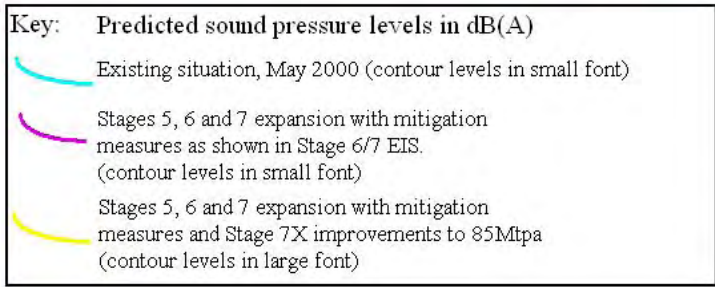 Key: Predicted sound pressure levels in dB(A)
Existing situation, May 2000 (contour levels in small font)
Stages 5, 6 and 7 expansion with mitigation
measures as shown in Stage 6/7 EIS.
(contour levels in small font)
Stages 5, 6 and 7 expansion with mitigation
measures and Stage 7X improvements to 85Mtpa
(contour levels in large font)